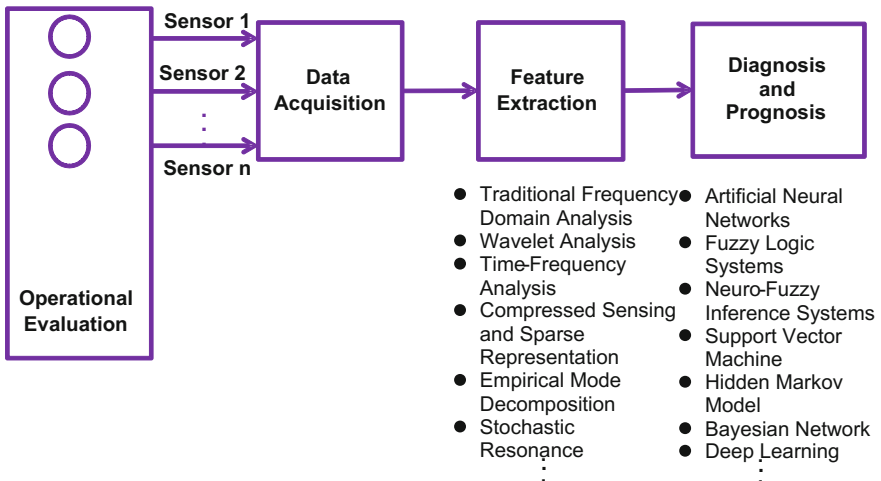 Sensor 1
Sensor 2
Sensor n
Operational
Evaluation
Data
Acquisition
Feature
Extraction
Diagnosis
and
Prognosis
● Traditional Frequency
Domain Analysis
● Wavelet Analysis
● Time-Frequency
Analysis
● Compressed Sensing
and Sparse
Representation
● Empirical Mode
Decomposition
● Stochastic
Resonance
● Artificial Neural
Networks
● Fuzzy Logic
Systems
● Neuro-Fuzzy
Inference Systems
● Support Vector
Machine
● Hidden Markov
Model
● Bayesian Network
● Deep Learning